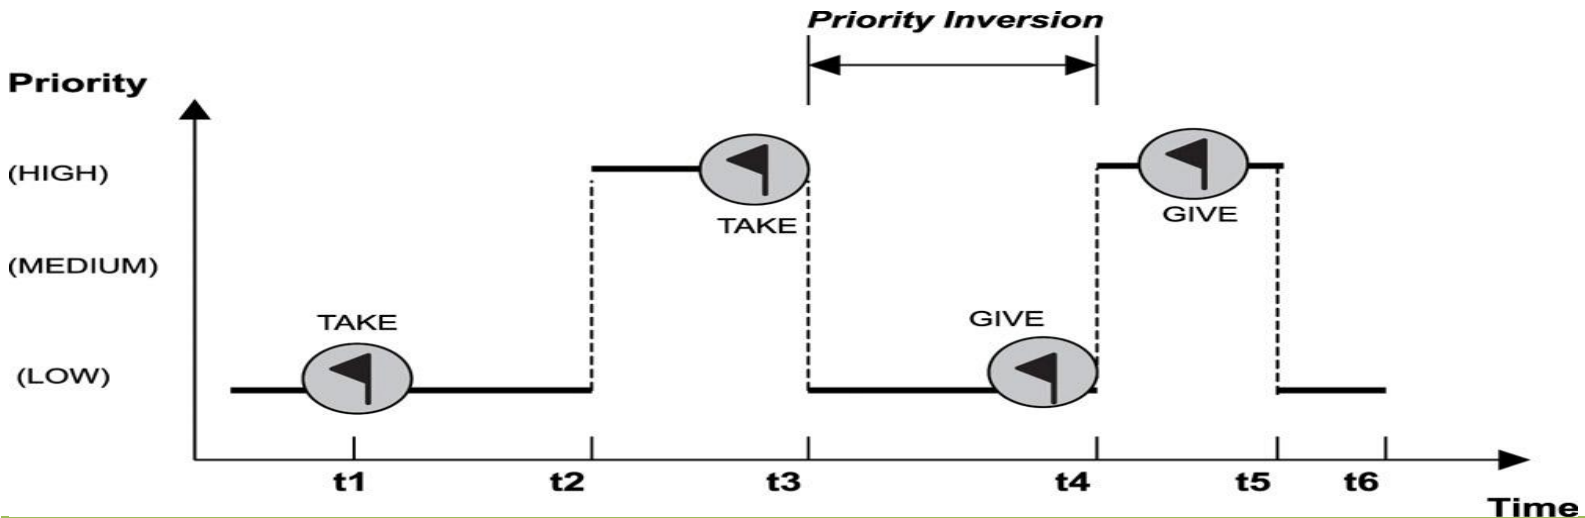 Priority Inversion
Priority
(HIGH)
TAKE
GIVE
(MEDIUM)
TAKE
GIVE
(LOW)
t1 t2 t3 t4 t5 t6
Time